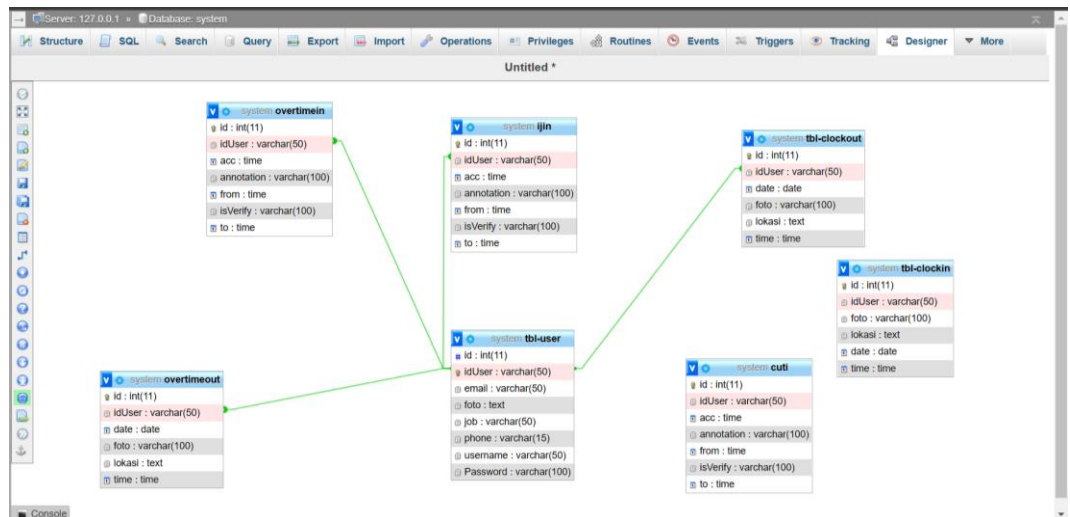 Server: 127.0.0.1 » Database: system
Structure SQL Search Query Export Import Operations Privileges Routines Events Triggers Tracking Designer More
Untitled *
V system overtimein
id : int(11)
idUser : varchar(50)
acc : time
annotation : varchar(100)
from : time
isVerify : varchar(100)
to : time
V system ijin
id : int(11)
idUser : varchar(50)
acc : time
annotation : varchar(100)
from : time
isVerify : varchar(100)
to : time
V system tbl-clockout
id : int(11)
idUser : varchar(50)
date : date
foto : varchar(100)
lokasi : text
time : time
V system tbl-clockin
id : int(11)
idUser : varchar(50)
foto : varchar(100)
lokasi : text
date : date
time : time
V system tbl-user
id : int(11)
idUser : varchar(50)
email : varchar(50)
foto : text
job : varchar(50)
phone : varchar(15)
username : varchar(50)
Password : varchar(100)
V system cuti
id : int(11)
idUser : varchar(50)
acc : time
annotation : varchar(100)
from : time
isVerify : varchar(100)
to : time
V system overtimeout
id : int(11)
idUser : varchar(50)
date : date
foto : varchar(100)
lokasi : text
time : time
Console